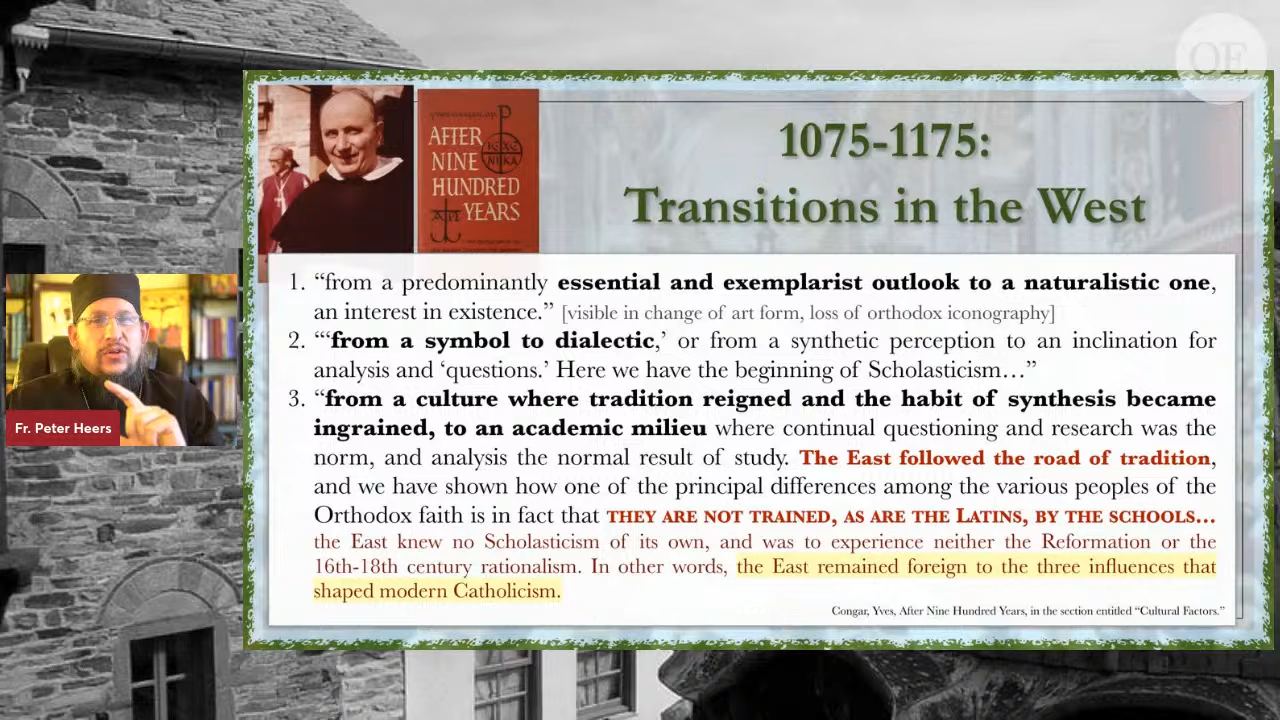 OE
AFTER
NINE
HUNDRED
YEARS
1075-1175:
Transitions in the West
1. “from a predominantly essential and exemplarist outlook to a naturalistic one,
an interest in existence.” [visible in change of art form, loss of orthodox iconography]
2. “‘from a symbol to dialectic,’ or from a synthetic perception to an inclination for
analysis and ‘questions.’ Here we have the beginning of Scholasticism…”
3. “from a culture where tradition reigned and the habit of synthesis became
ingrained, to an academic milieu where continual questioning and research was the
norm, and analysis the normal result of study. The East followed the road of tradition,
and we have shown how one of the principal differences among the various peoples of the
Orthodox faith is in fact that THEY ARE NOT TRAINED, AS ARE THE LATINS, BY THE SCHOOLS…
the East knew no Scholasticism of its own, and was to experience neither the Reformation or the
16th-18th century rationalism. In other words, the East remained foreign to the three influences that
shaped modern Catholicism.
Congar, Yves, After Nine Hundred Years, in the section entitled “Cultural Factors.”
Fr. Peter Heers